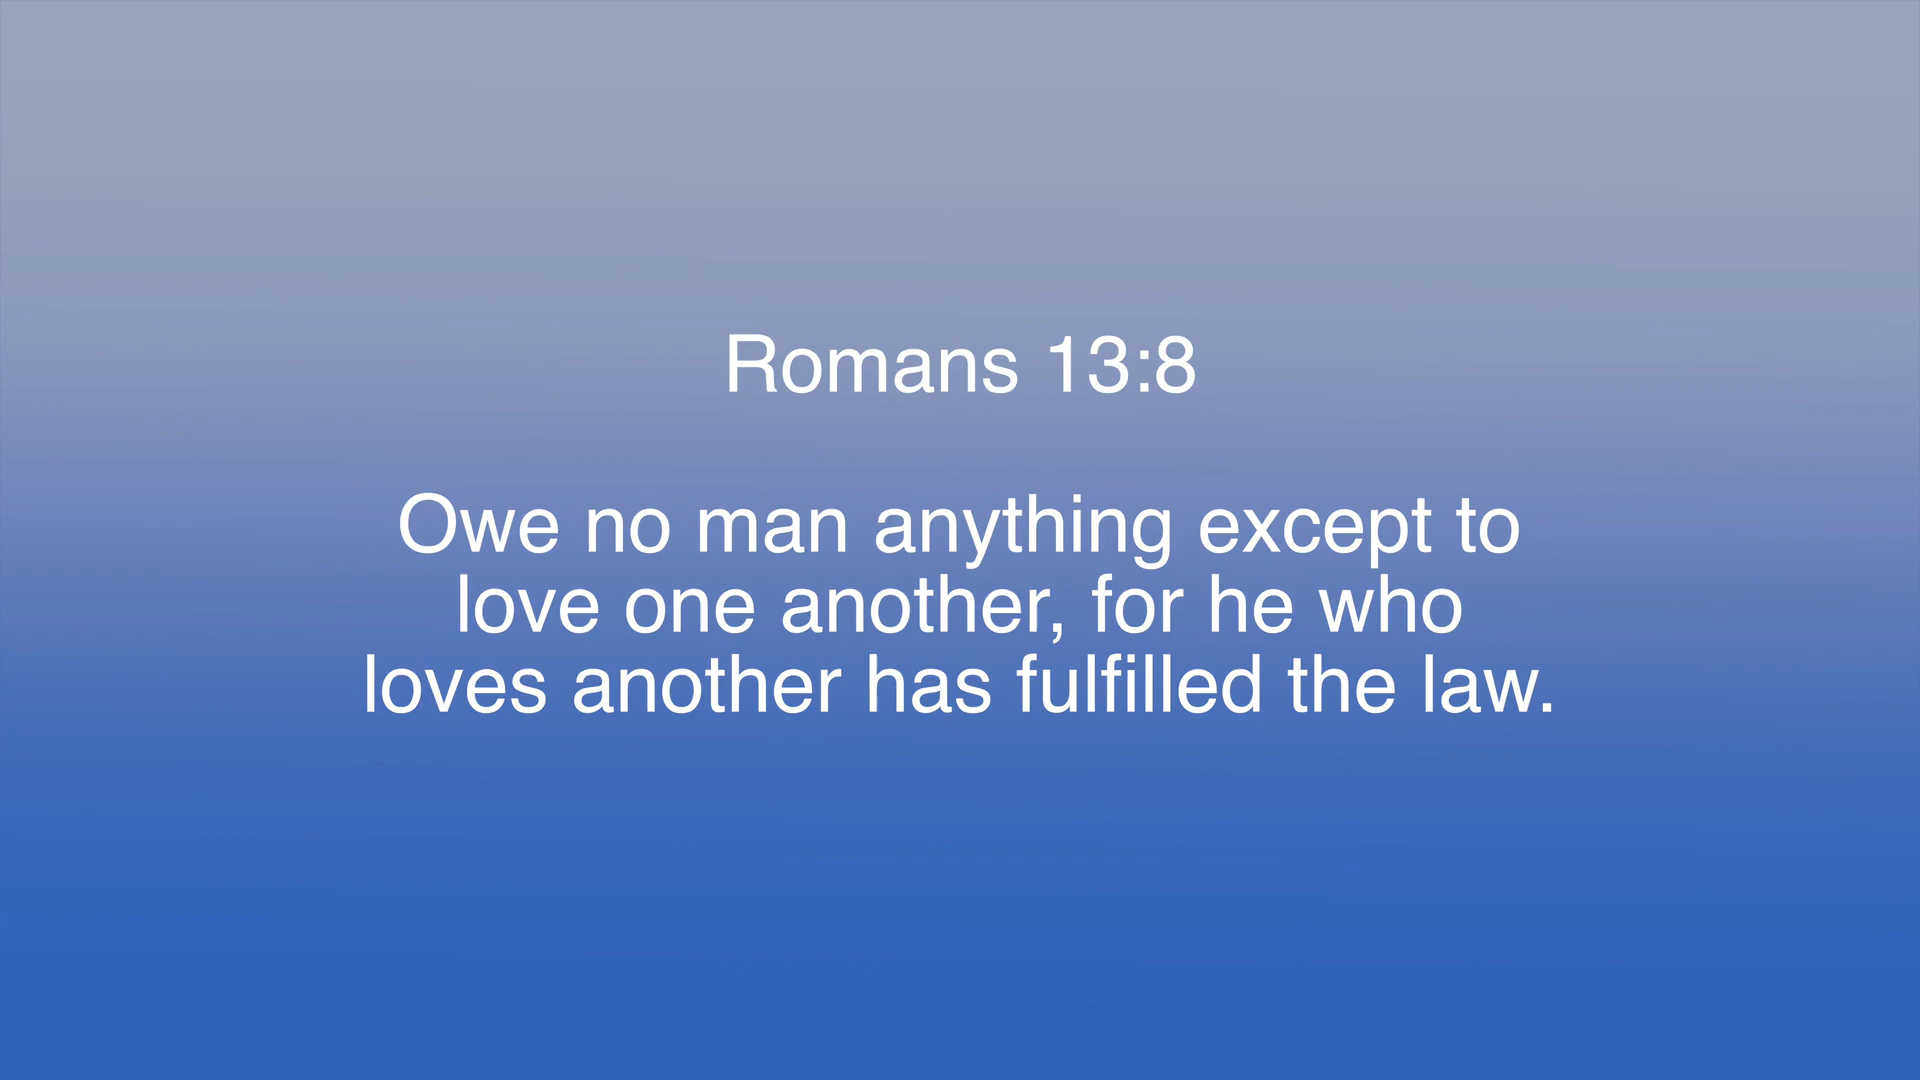 Romans 13:8
Owe no man anything except to
love one another, for he who
loves another has fulfilled the law.